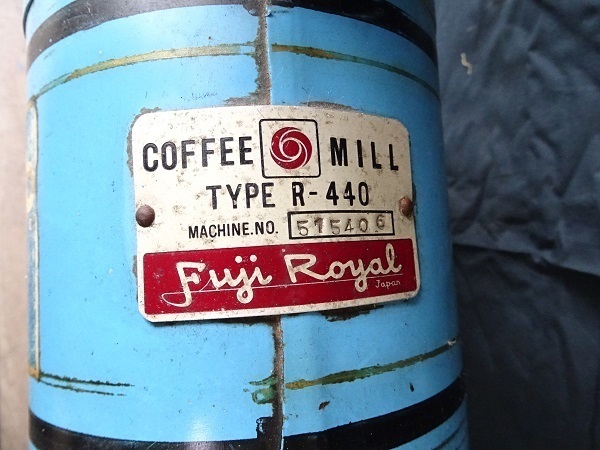 COFFEE MILL
TYPE R-440
MACHINE.NO. 515406
Fuji Royal
Japan